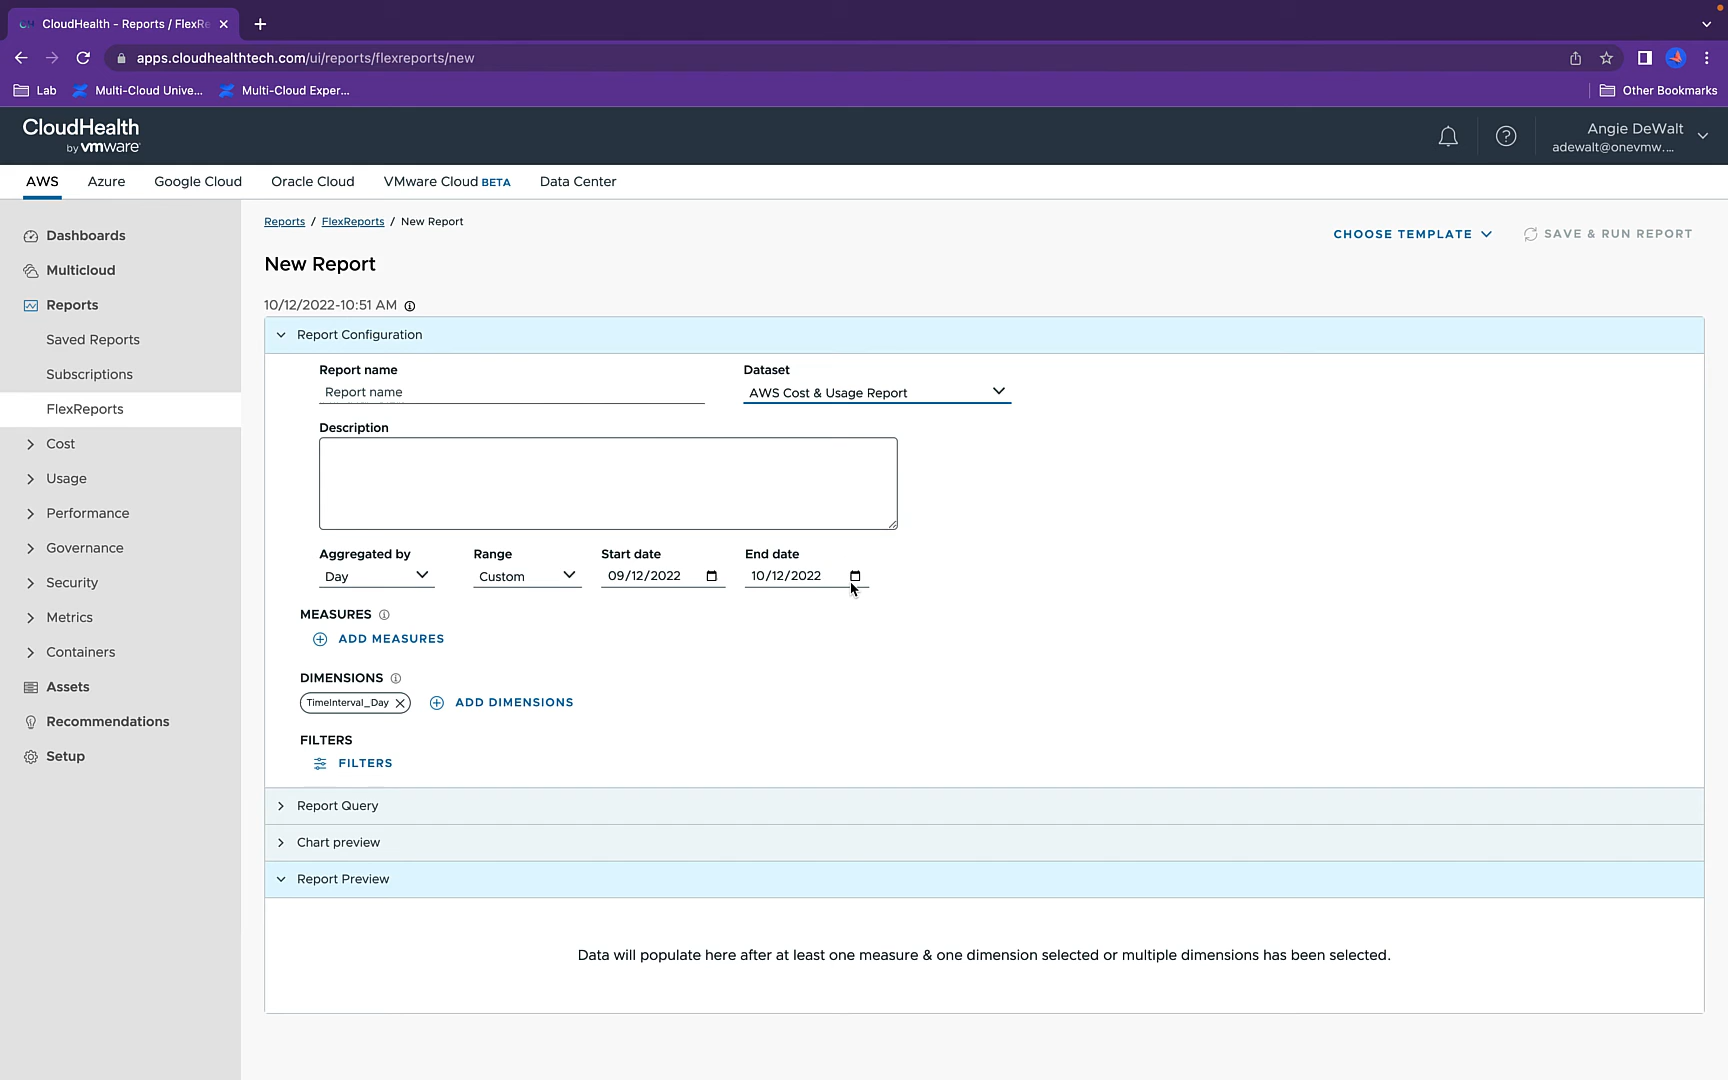 CloudHealth - Reports / FlexRe
apps.cloudhealthtech.com/ui/reports/flexreports/new
Lab Multi-Cloud Unive... Multi-Cloud Exper... Other Bookmarks
CloudHealth
by vmware
Angie DeWalt
adewalt@onevmw....
AWS Azure Google Cloud Oracle Cloud VMware Cloud BETA Data Center
Dashboards
Multicloud
Reports
Saved Reports
Subscriptions
FlexReports
Cost
Usage
Performance
Governance
Security
Metrics
Containers
Assets
Recommendations
Setup
Reports / FlexReports / New Report
CHOOSE TEMPLATE SAVE & RUN REPORT
New Report
10/12/2022-10:51 AM
Report Configuration
Report name Dataset
Report name AWS Cost & Usage Report
Description
Aggregated by Range Start date End date
Day Custom 09/12/2022 10/12/2022
MEASURES
ADD MEASURES
DIMENSIONS
TimeInterval_Day ADD DIMENSIONS
FILTERS
FILTERS
Report Query
Chart preview
Report Preview
Data will populate here after at least one measure & one dimension selected or multiple dimensions has been selected.